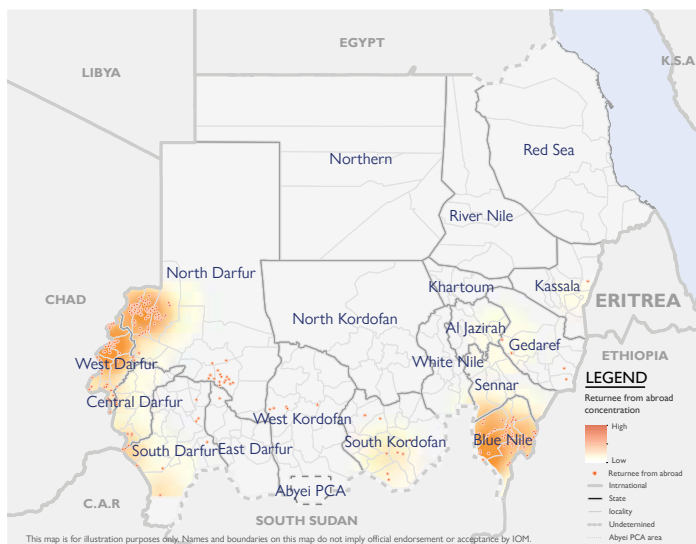 EGYPT
LIBYA
K.S.A
Northern
Red Sea
River Nile
North Darfur
CHAD
Khartoum
Kassala
ERITREA
North Kordofan
Al Jazirah
Gedaref
ETHIOPIA
West Darfur
White Nile
LEGEND
Sennar
Returnee from abroad
concentration
Central Darfur
West Kordofan
High
South Darfur
East Darfur
South Kordofan
Blue Nile
Low
Returnee from abroad
Intrnational
State
locality
Undetermined
Abyei PCA area
Abyei PCA
C.A.R
SOUTH SUDAN
This map is for illustration purposes only. Names and boundaries on this map do not imply official endorsement or acceptance by IOM.